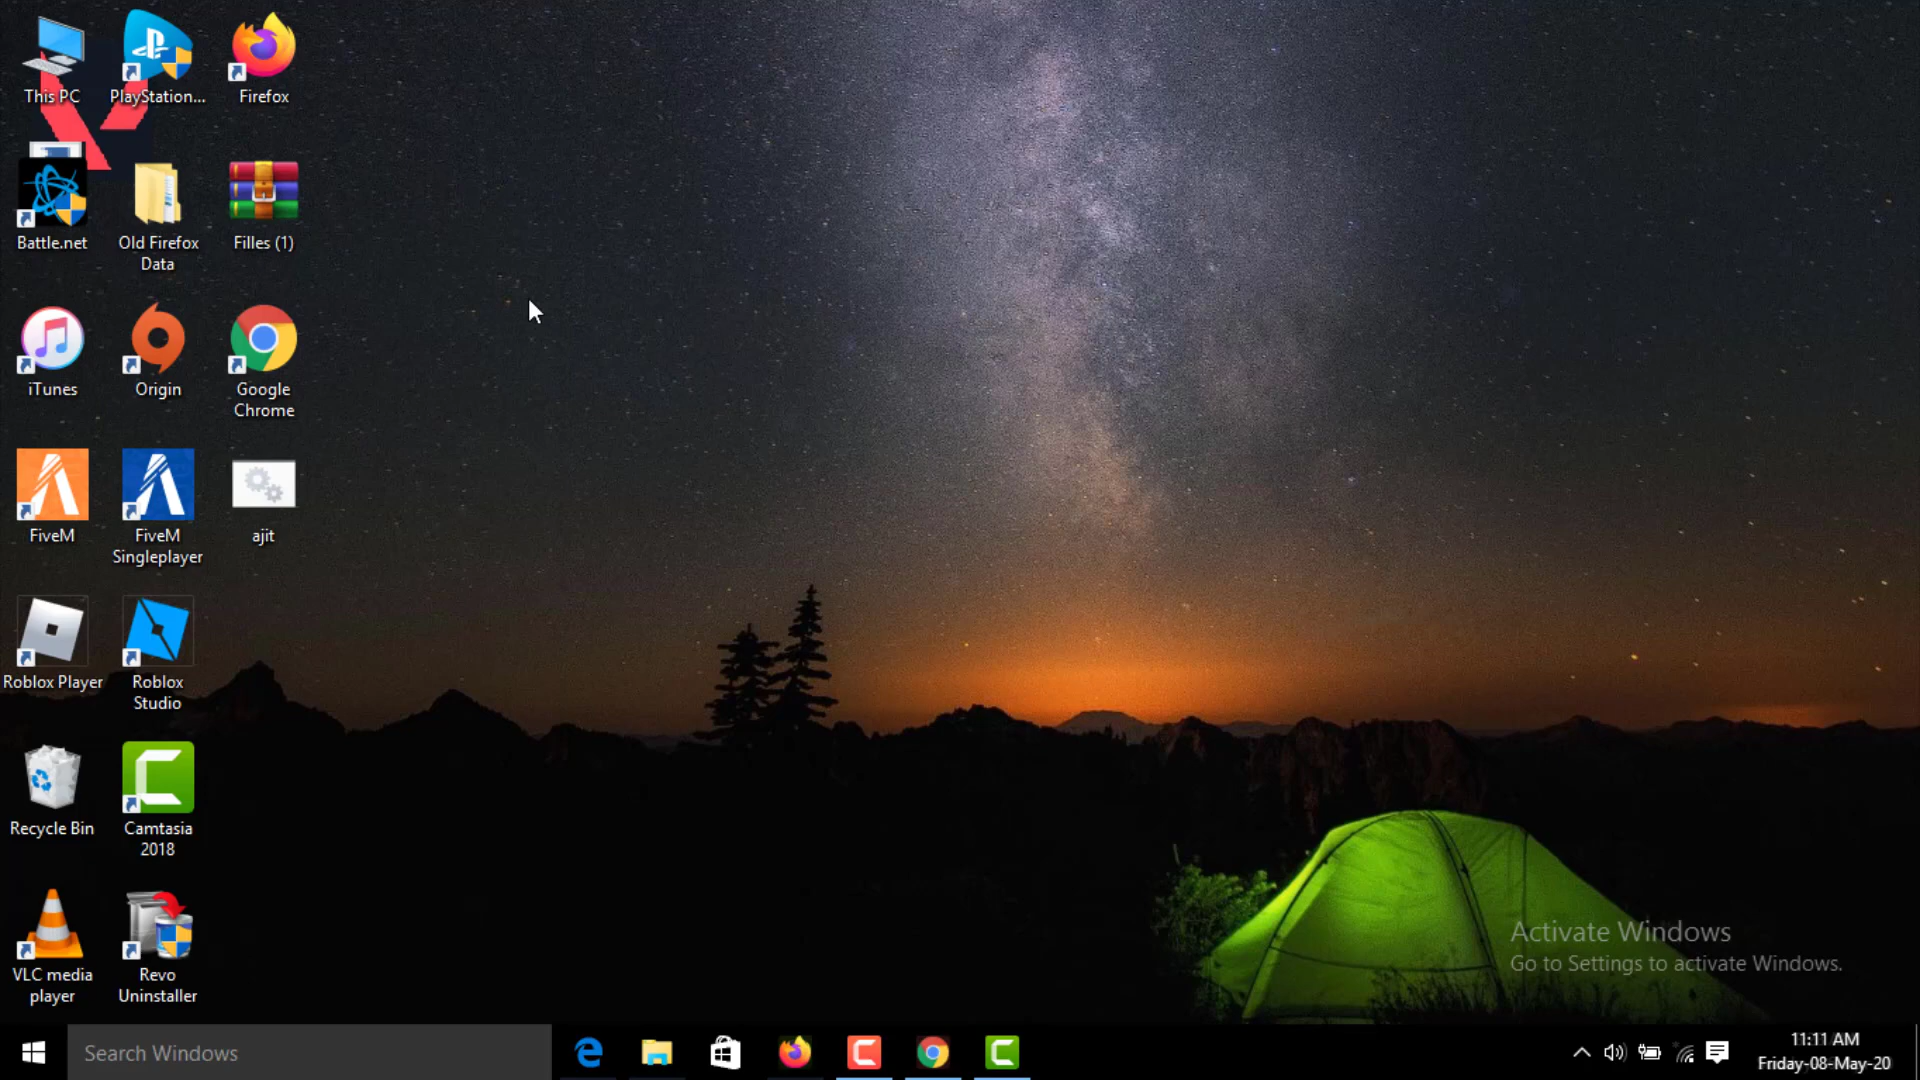 This PC
PlayStation...
Firefox
Battle.net
Old Firefox
Data
Filles (1)
iTunes
Origin
Google
Chrome
FiveM
FiveM
Singleplayer
ajit
Roblox Player
Roblox
Studio
Recycle Bin
Camtasia
2018
VLC media
player
Revo
Uninstaller
Activate Windows
Go to Settings to activate Windows.
Search Windows
11:11 AM
Friday-08-May-20